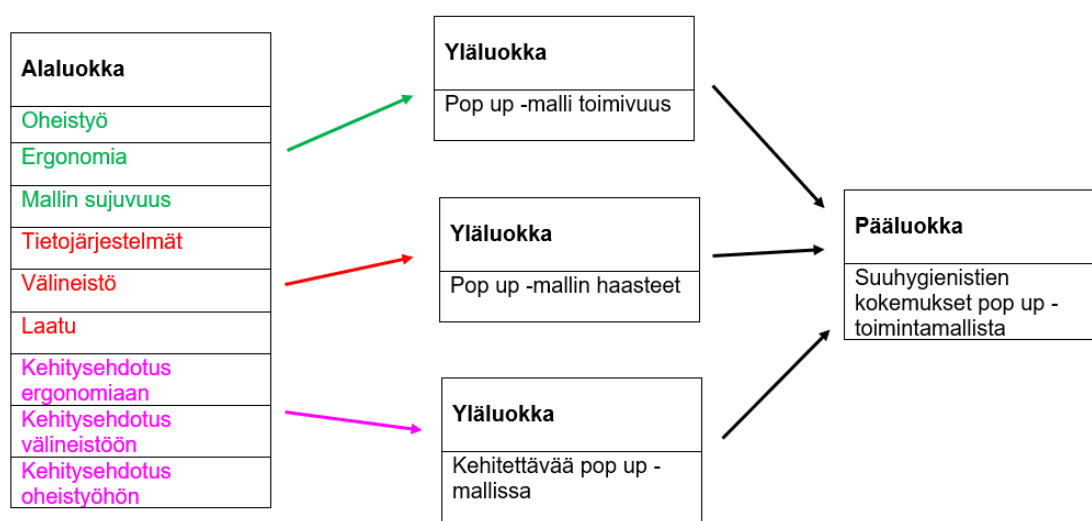 Alaluokka
Oheistyö
Ergonomia
Mallin sujuvuus
Tietojärjestelmät
Välineistö
Laatu
Kehitysehdotus
ergonomiaan
Kehitysehdotus
välineistöön
Kehitysehdotus
oheistyöhön
Yläluokka
Pop up -malli toimivuus
Yläluokka
Pop up -mallin haasteet
Yläluokka
Kehitettävää pop up -
mallissa
Pääluokka
Suuhygienistien
kokemukset pop up -
toimintamallista